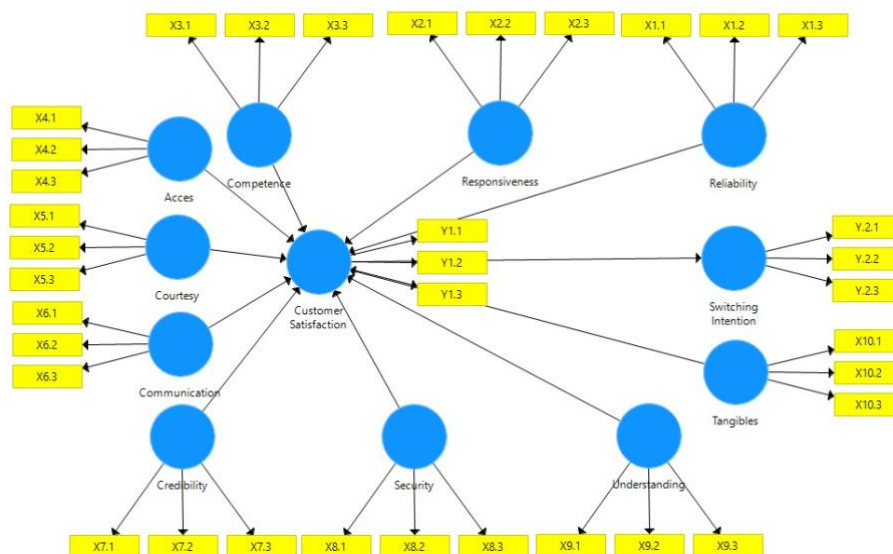 X3.1
X3.2
X3.3
X2.1
X2.2
X2.3
X1.1
X1.2
X1.3
X4.1
X4.2
X4.3
Acces
Competence
Responsiveness
Reliability
X5.1
X5.2
X5.3
Courtesy
Customer
Satisfaction
Y1.1
Y1.2
Y1.3
Switching
Intention
Y.2.1
Y.2.2
Y.2.3
X6.1
X6.2
X6.3
Communication
Tangibles
X10.1
X10.2
X10.3
Credibility
Security
Understanding
X7.1
X7.2
X7.3
X8.1
X8.2
X8.3
X9.1
X9.2
X9.3